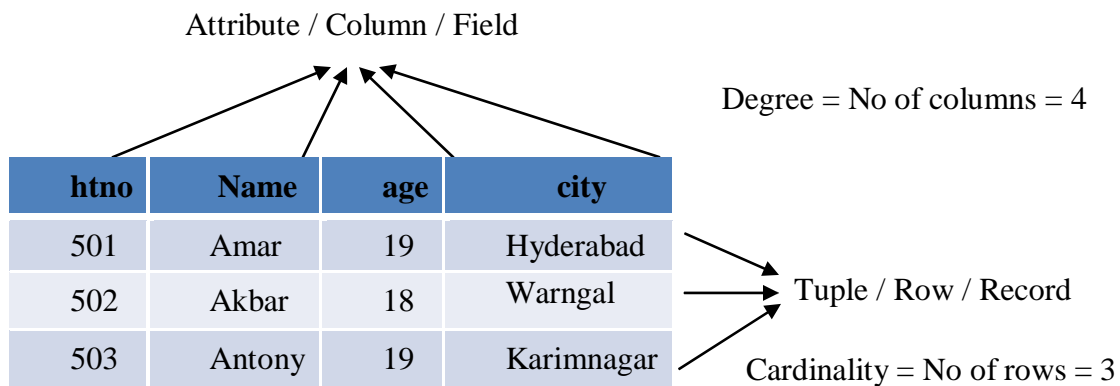 Attribute / Column / Field
Degree = No of columns = 4
htno Name age city
501 Amar 19 Hyderabad
502 Akbar 18 Warngal
Tuple / Row / Record
503 Antony 19 Karimnagar
Cardinality = No of rows = 3